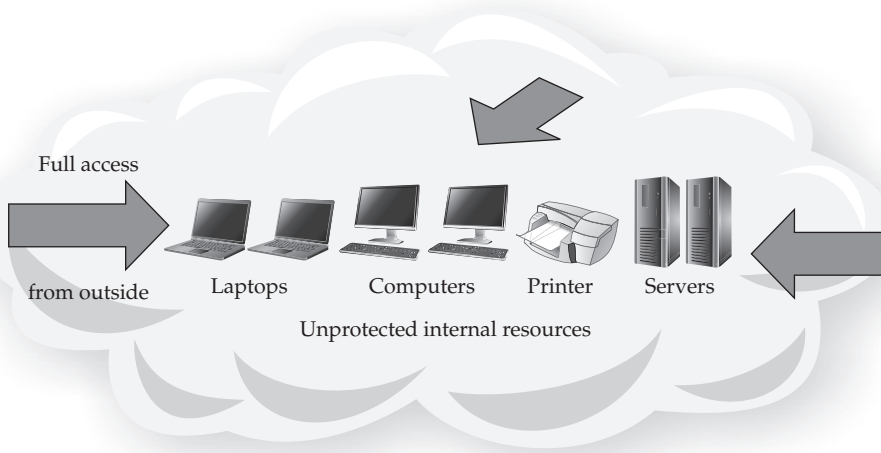 Full access
from outside
Laptops
Computers
Printer
Servers
Unprotected internal resources